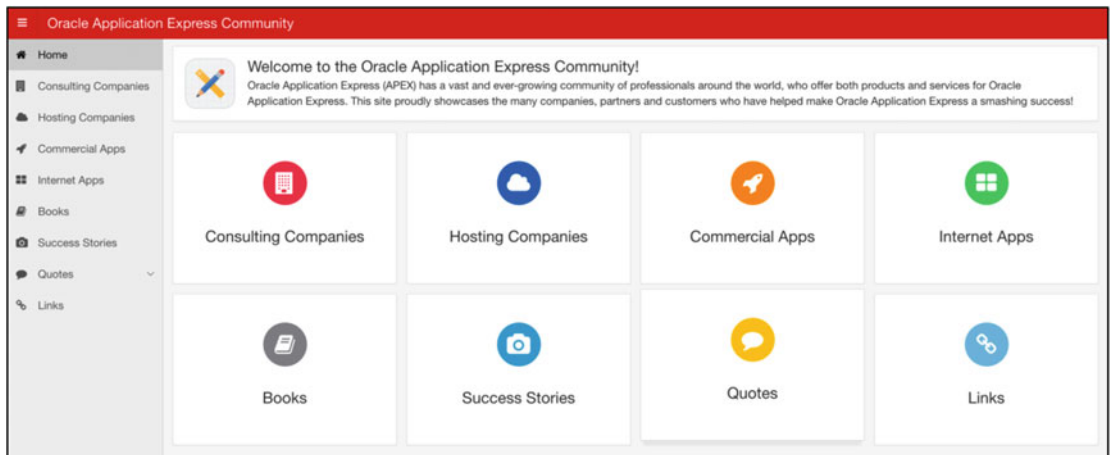 Oracle Application Express Community
Home
Consulting Companies
Hosting Companies
Commercial Apps
Internet Apps
Books
Success Stories
Quotes
Links
Welcome to the Oracle Application Express Community!
Oracle Application Express (APEX) has a vast and ever-growing community of professionals around the world, who offer both products and services for Oracle
Application Express. This site proudly showcases the many companies, partners and customers who have helped make Oracle Application Express a smashing success!
Consulting Companies
Hosting Companies
Commercial Apps
Internet Apps
Books
Success Stories
Quotes
Links